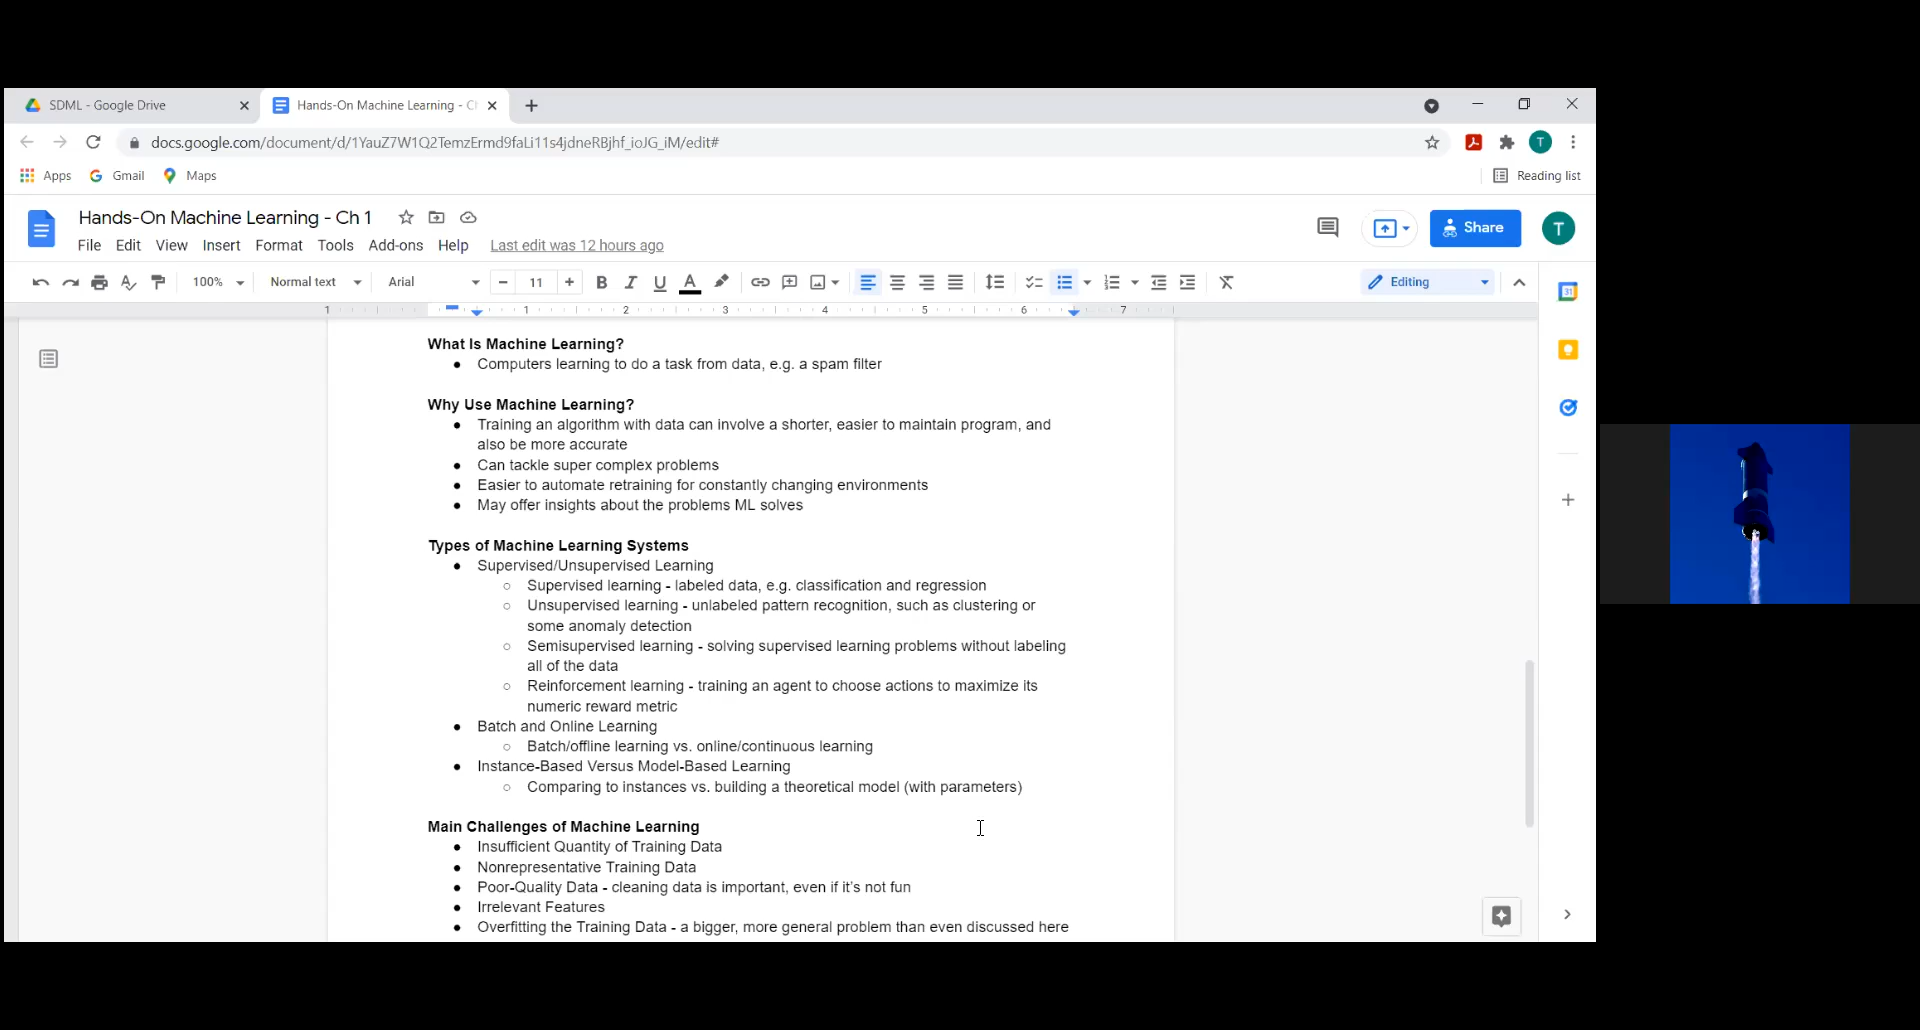 SDML - Google Drive
Hands-On Machine Learning - Ch
docs.google.com/document/d/1YauZ7W1Q2TemzErmd9faLi11s4jdneRBjhf_ioJG_iM/edit#
T
Apps
Gmail
Maps
Reading list
Hands-On Machine Learning - Ch 1
Share
T
File Edit View Insert Format Tools Add-ons Help Last edit was 12 hours ago
100% Normal text Arial 11 B I U A Editing
31
1 1 2 3 4 5 6 7
What Is Machine Learning?
● Computers learning to do a task from data, e.g. a spam filter
Why Use Machine Learning?
● Training an algorithm with data can involve a shorter, easier to maintain program, and
also be more accurate
● Can tackle super complex problems
● Easier to automate retraining for constantly changing environments
● May offer insights about the problems ML solves
Types of Machine Learning Systems
● Supervised/Unsupervised Learning
○ Supervised learning - labeled data, e.g. classification and regression
○ Unsupervised learning - unlabeled pattern recognition, such as clustering or
some anomaly detection
○ Semisupervised learning - solving supervised learning problems without labeling
all of the data
○ Reinforcement learning - training an agent to choose actions to maximize its
numeric reward metric
● Batch and Online Learning
○ Batch/offline learning vs. online/continuous learning
● Instance-Based Versus Model-Based Learning
○ Comparing to instances vs. building a theoretical model (with parameters)
Main Challenges of Machine Learning
● Insufficient Quantity of Training Data
● Nonrepresentative Training Data
● Poor-Quality Data - cleaning data is important, even if it's not fun
● Irrelevant Features
● Overfitting the Training Data - a bigger, more general problem than even discussed here